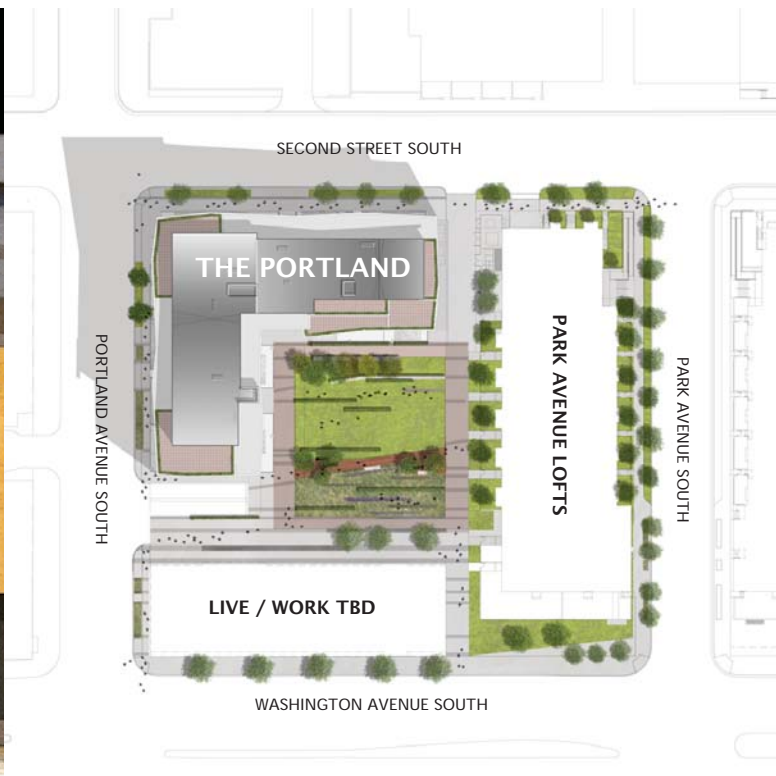 SECOND STREET SOUTH
THE PORTLAND
PORTLAND AVENUE SOUTH
PARK AVENUE LOFTS
PARK AVENUE SOUTH
LIVE / WORK TBD
WASHINGTON AVENUE SOUTH